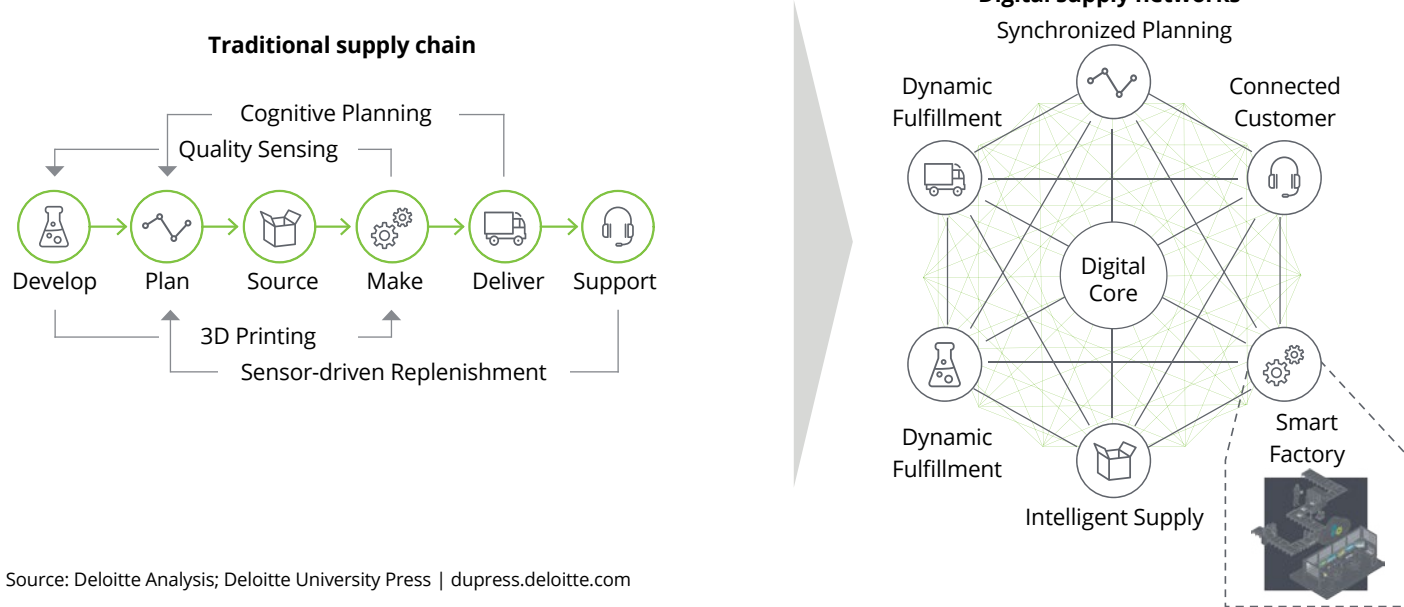 Digital supply networks
Traditional supply chain
Cognitive Planning
Quality Sensing
Develop
Plan
Source
Make
Deliver
Support
3D Printing
Sensor-driven Replenishment
Synchronized Planning
Dynamic
Fulfillment
Connected
Customer
Digital
Core
Dynamic
Fulfillment
Smart
Factory
Intelligent Supply
Source: Deloitte Analysis; Deloitte University Press | dupress.deloitte.com